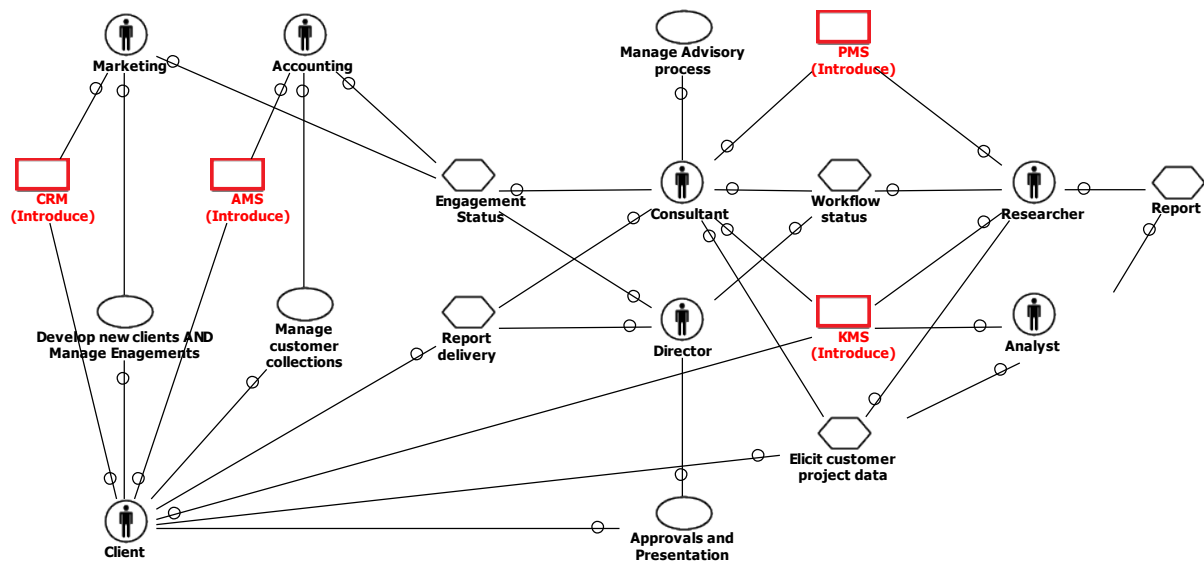 Marketing
Accounting
Manage Advisory
process
PMS
(Introduce)
CRM
(Introduce)
AMS
(Introduce)
Engagement
Status
Consultant
Workflow
status
Researcher
Report
Develop new clients AND
Manage Enagements
Manage
customer
collections
Report
delivery
Director
KMS
(Introduce)
Analyst
Elicit customer
project data
Client
Approvals and
Presentation